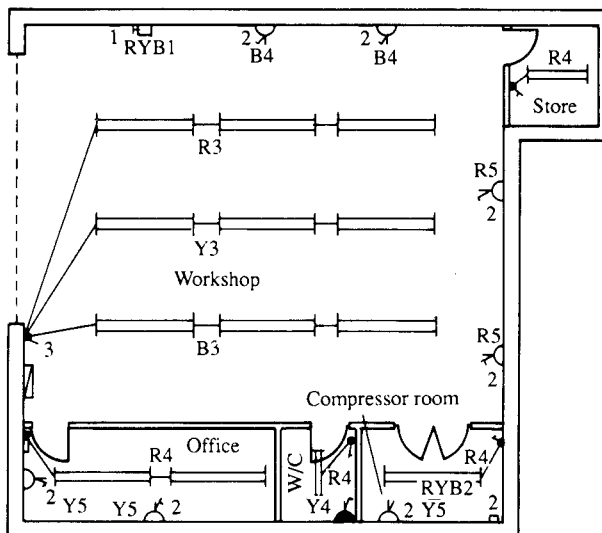 1
RYB1
2
B4
2
B4
R4
Store
R3
R5
2
Y3
Workshop
3
B3
R5
2
Compressor room
R4
Office
W/C
R4
R4
2
Y5
Y5
2
Y4
RYB2
2
Y5
2